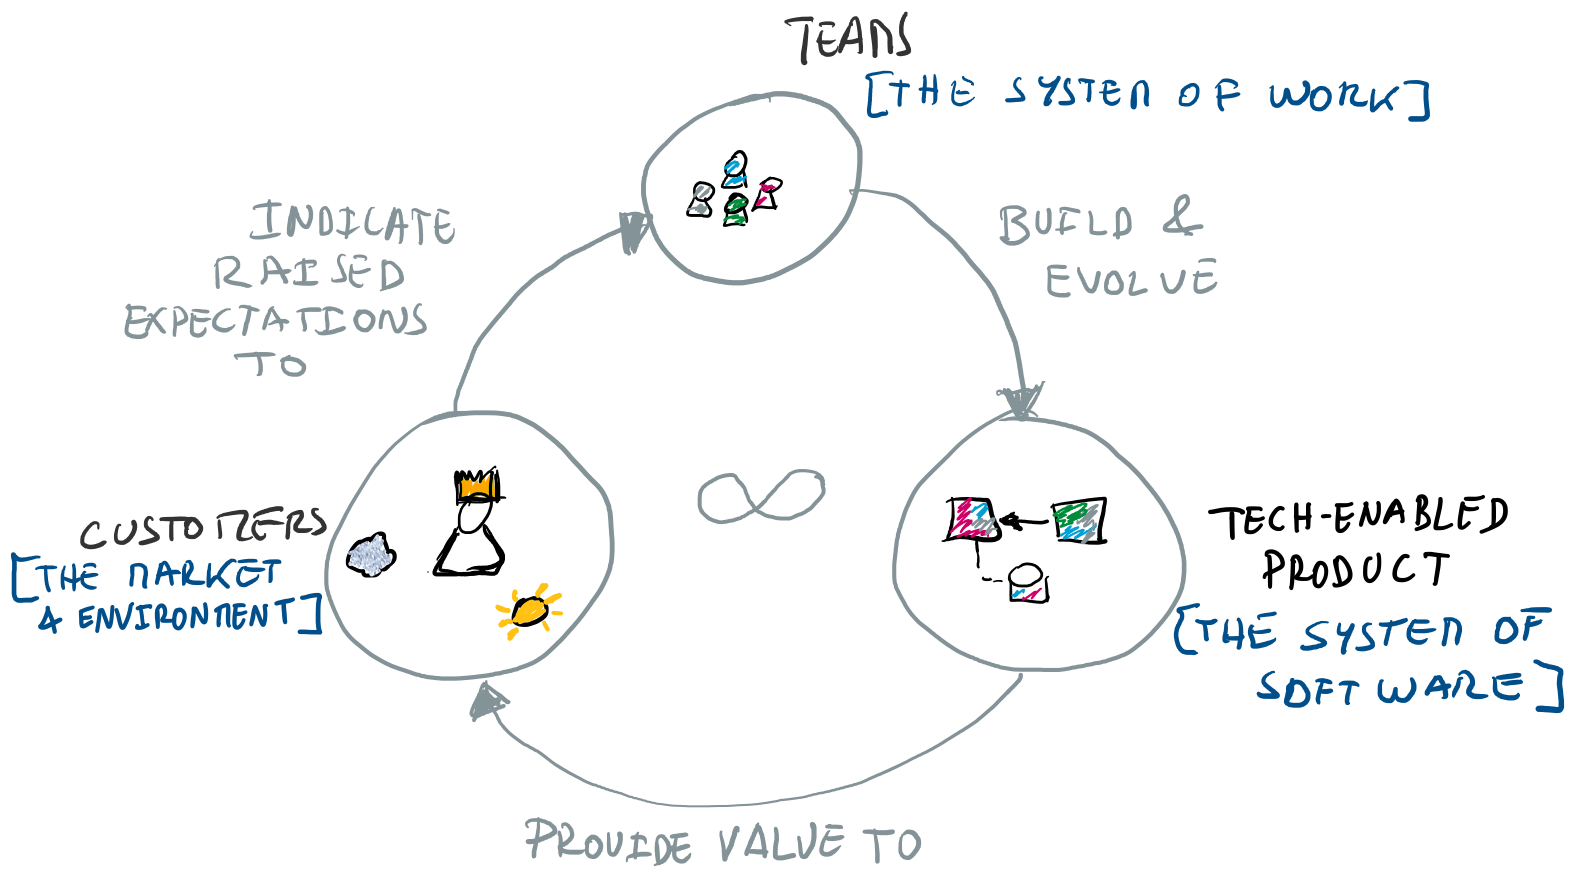 TEAMS
[THE SYSTEM OF WORK]
INDICATE
RAISED
EXPECTATIONS
TO
BUILD &
EVOLVE
CUSTOMERS
[THE MARKET
& ENVIRONMENT]
TECH-ENABLED
PRODUCT
[THE SYSTEM OF
SOFTWARE]
PROVIDE VALUE TO